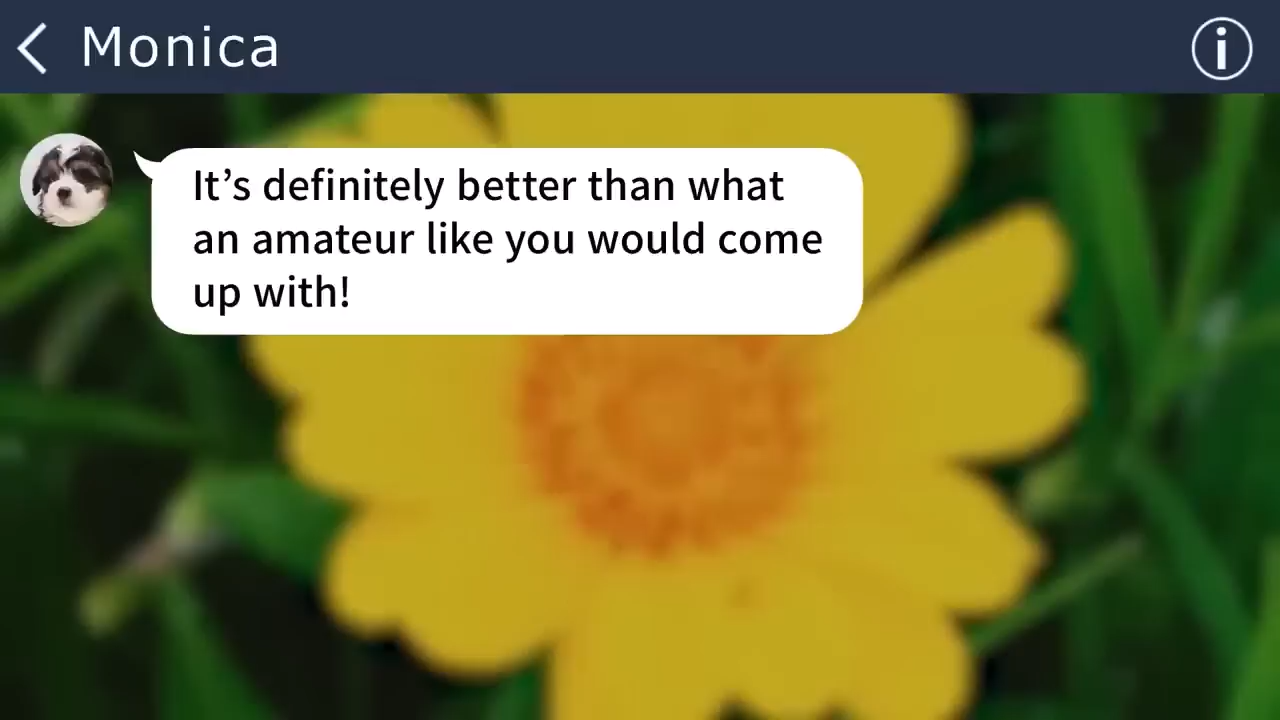 Monica
It’s definitely better than what
an amateur like you would come
up with!